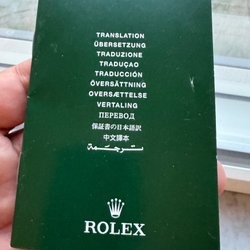 TRANSLATION
ÜBERSETZUNG
TRADUZIONE
TRADUÇAO
TRADUCCIÓN
ÖVERSÄTTNING
OVERSÆTTELSE
VERTALING
ПЕРЕВОД
保証書の日本語訳
中文譯本
ترجمة
ROLEX